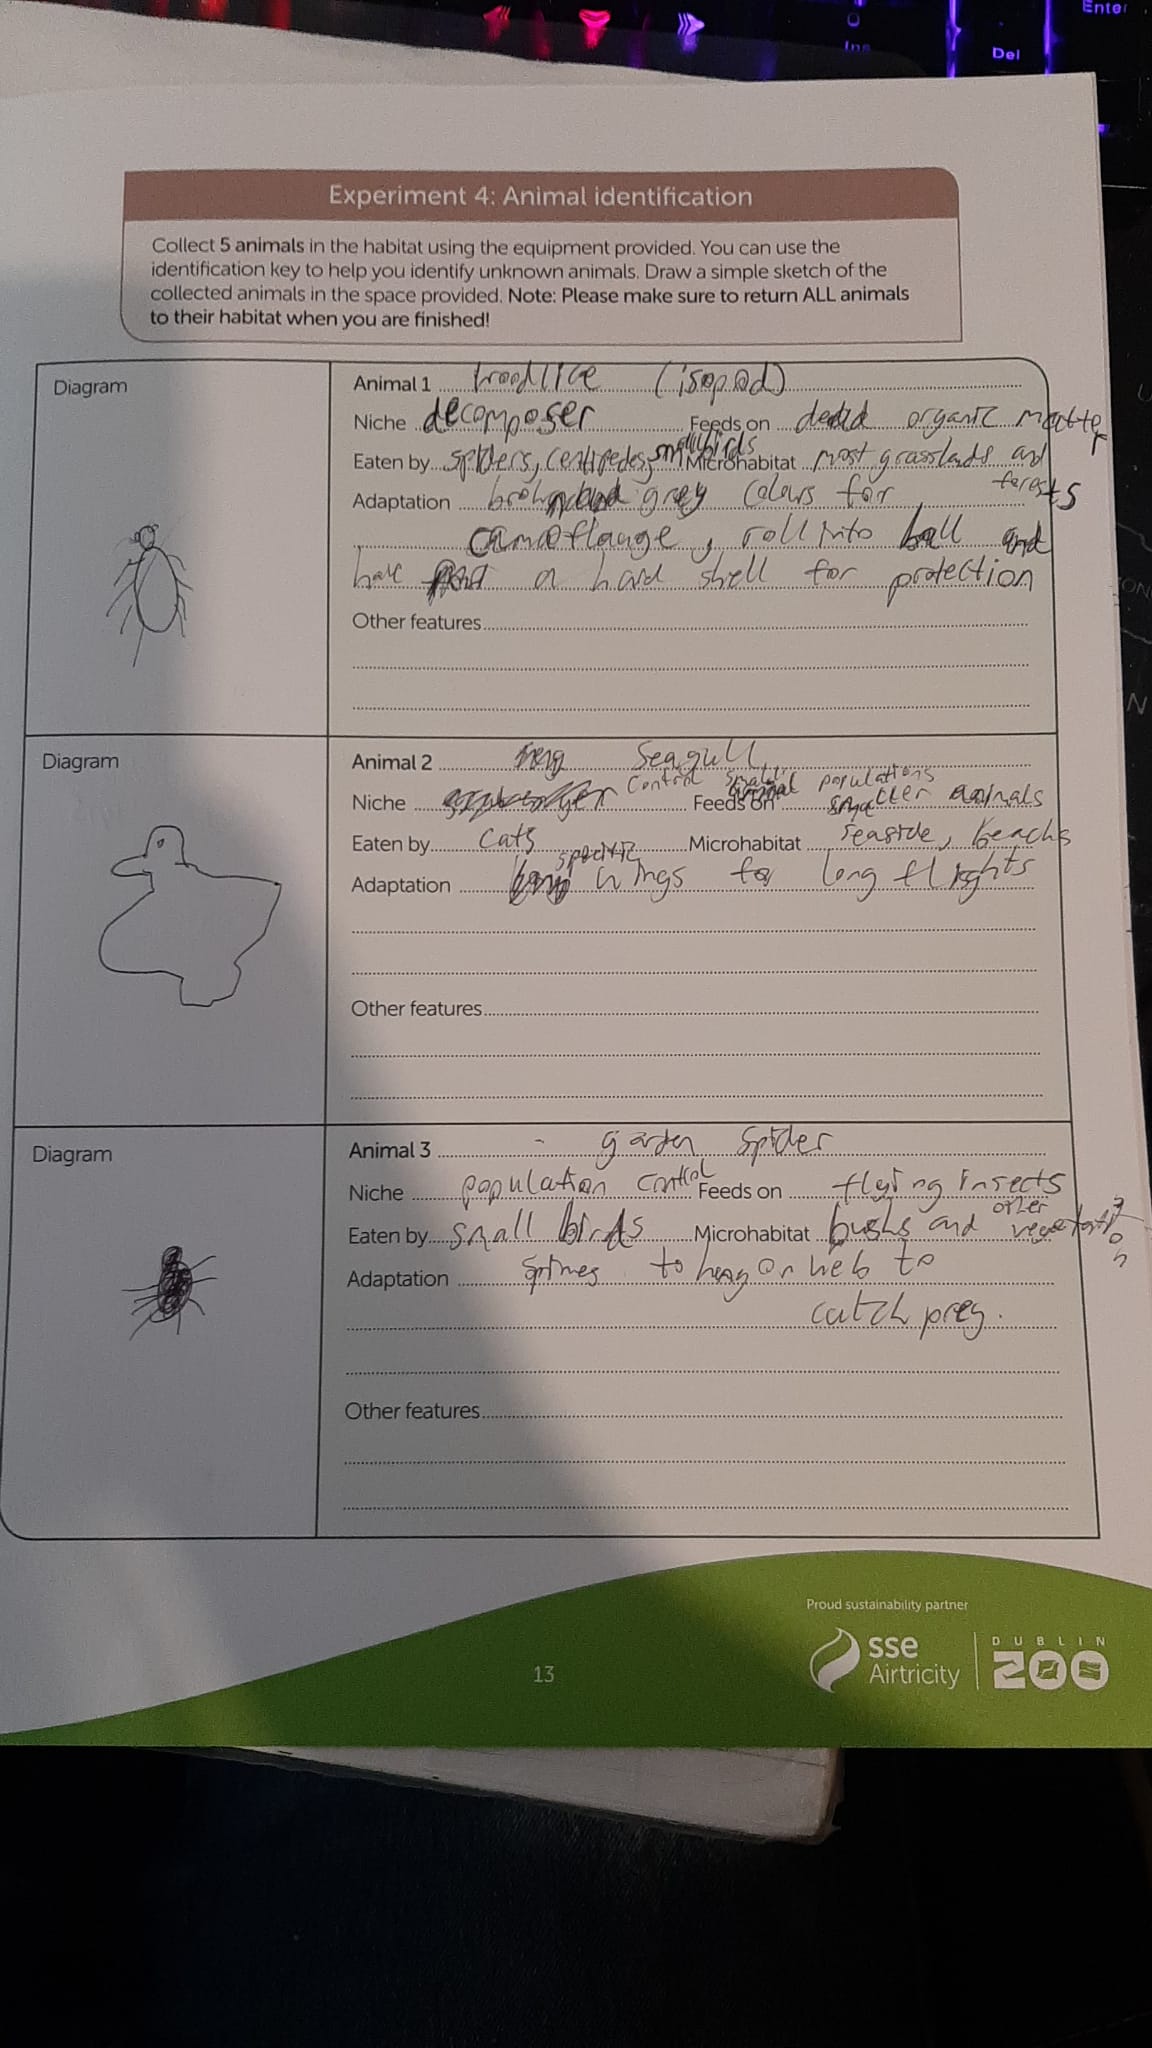 Enter
Ins
Del
Experiment 4: Animal identification
Collect 5 animals in the habitat using the equipment provided. You can use the
identification key to help you identify unknown animals. Draw a simple sketch of the
collected animals in the space provided. Note: Please make sure to return ALL animals
to their habitat when you are finished!
Diagram
Animal 1 woodlice (isopod)
Niche decomposer Feeds on dead organic matter
Eaten by spiders, centipedes, small birds Microhabitat most grasslands and forests
Adaptation brown and grey colours for
camoflauge, roll into ball and
have a hard shell for protection
Other features
Diagram
Animal 2 Seagull
Niche control small populations Feeds on smaller animals
Eaten by cats Microhabitat seaside, beachs
Adaptation specific wings for long flights
Other features
Diagram
Animal 3 garden spider
Niche population control Feeds on flying insects
Eaten by small birds Microhabitat bushs and other vegetation
Adaptation spines to hang on web to
catch prey.
Other features
Proud sustainability partner
sse
Airtricity
DUBLIN
ZOO
13